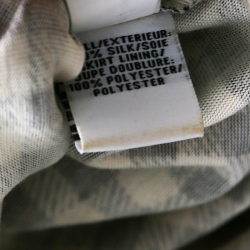 LL/EXTERIEUR:
% SILK/SOIE
KIRT LINING/
UPE DOUBLURE:
100% POLYESTER/
POLYESTER